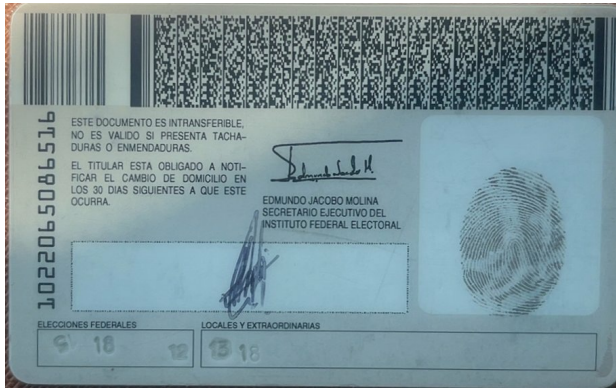 ESTE DOCUMENTO ES INTRANSFERIBLE,
NO ES VALIDO SI PRESENTA TACHA-
DURAS O ENMENDADURAS.
EL TITULAR ESTA OBLIGADO A NOTI-
FICAR EL CAMBIO DE DOMICILIO EN
LOS 30 DIAS SIGUIENTES A QUE ESTE
OCURRA.
EDMUNDO JACOBO MOLINA
SECRETARIO EJECUTIVO DEL
INSTITUTO FEDERAL ELECTORAL
1022065086516
ELECCIONES FEDERALES
18 12
LOCALES Y EXTRAORDINARIAS
13 18